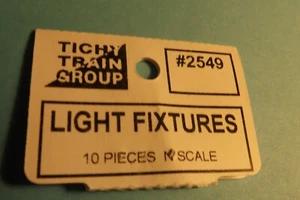 TICHY
TRAIN
GROUP
#2549
LIGHT FIXTURES
10 PIECES N SCALE